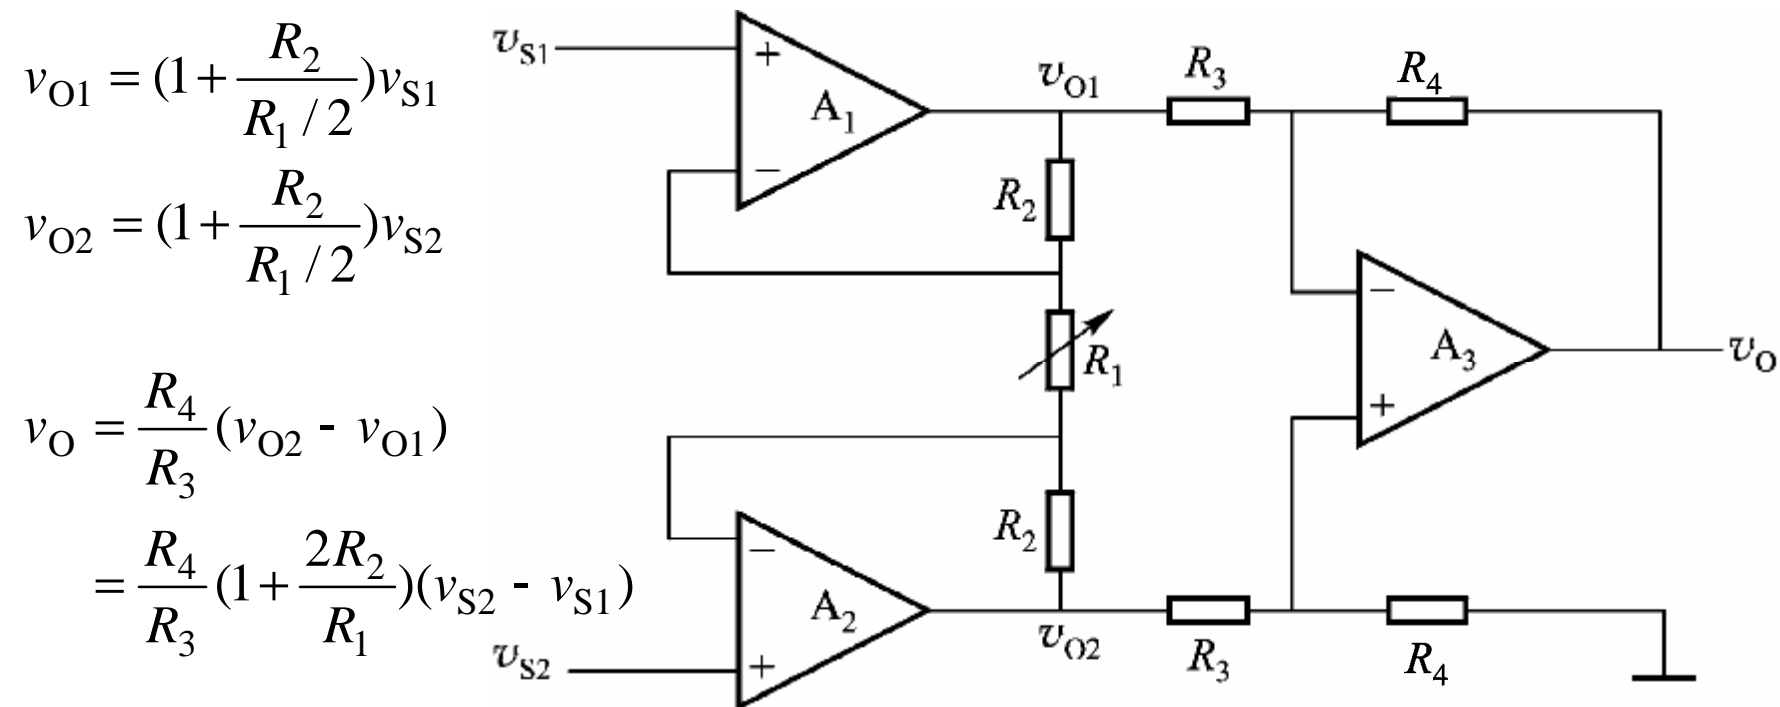 v_O1 = (1 + R_2 / (R_1 / 2)) v_S1
v_O2 = (1 + R_2 / (R_1 / 2)) v_S2
v_O = R_4 / R_3 (v_O2 - v_O1)
= R_4 / R_3 (1 + 2R_2 / R_1)(v_S2 - v_S1)
v_S1
+
A_1
−
v_O1
R_3
R_4
R_2
R_1
−
A_3
+
v_O
R_2
−
A_2
+
v_S2
v_O2
R_3
R_4